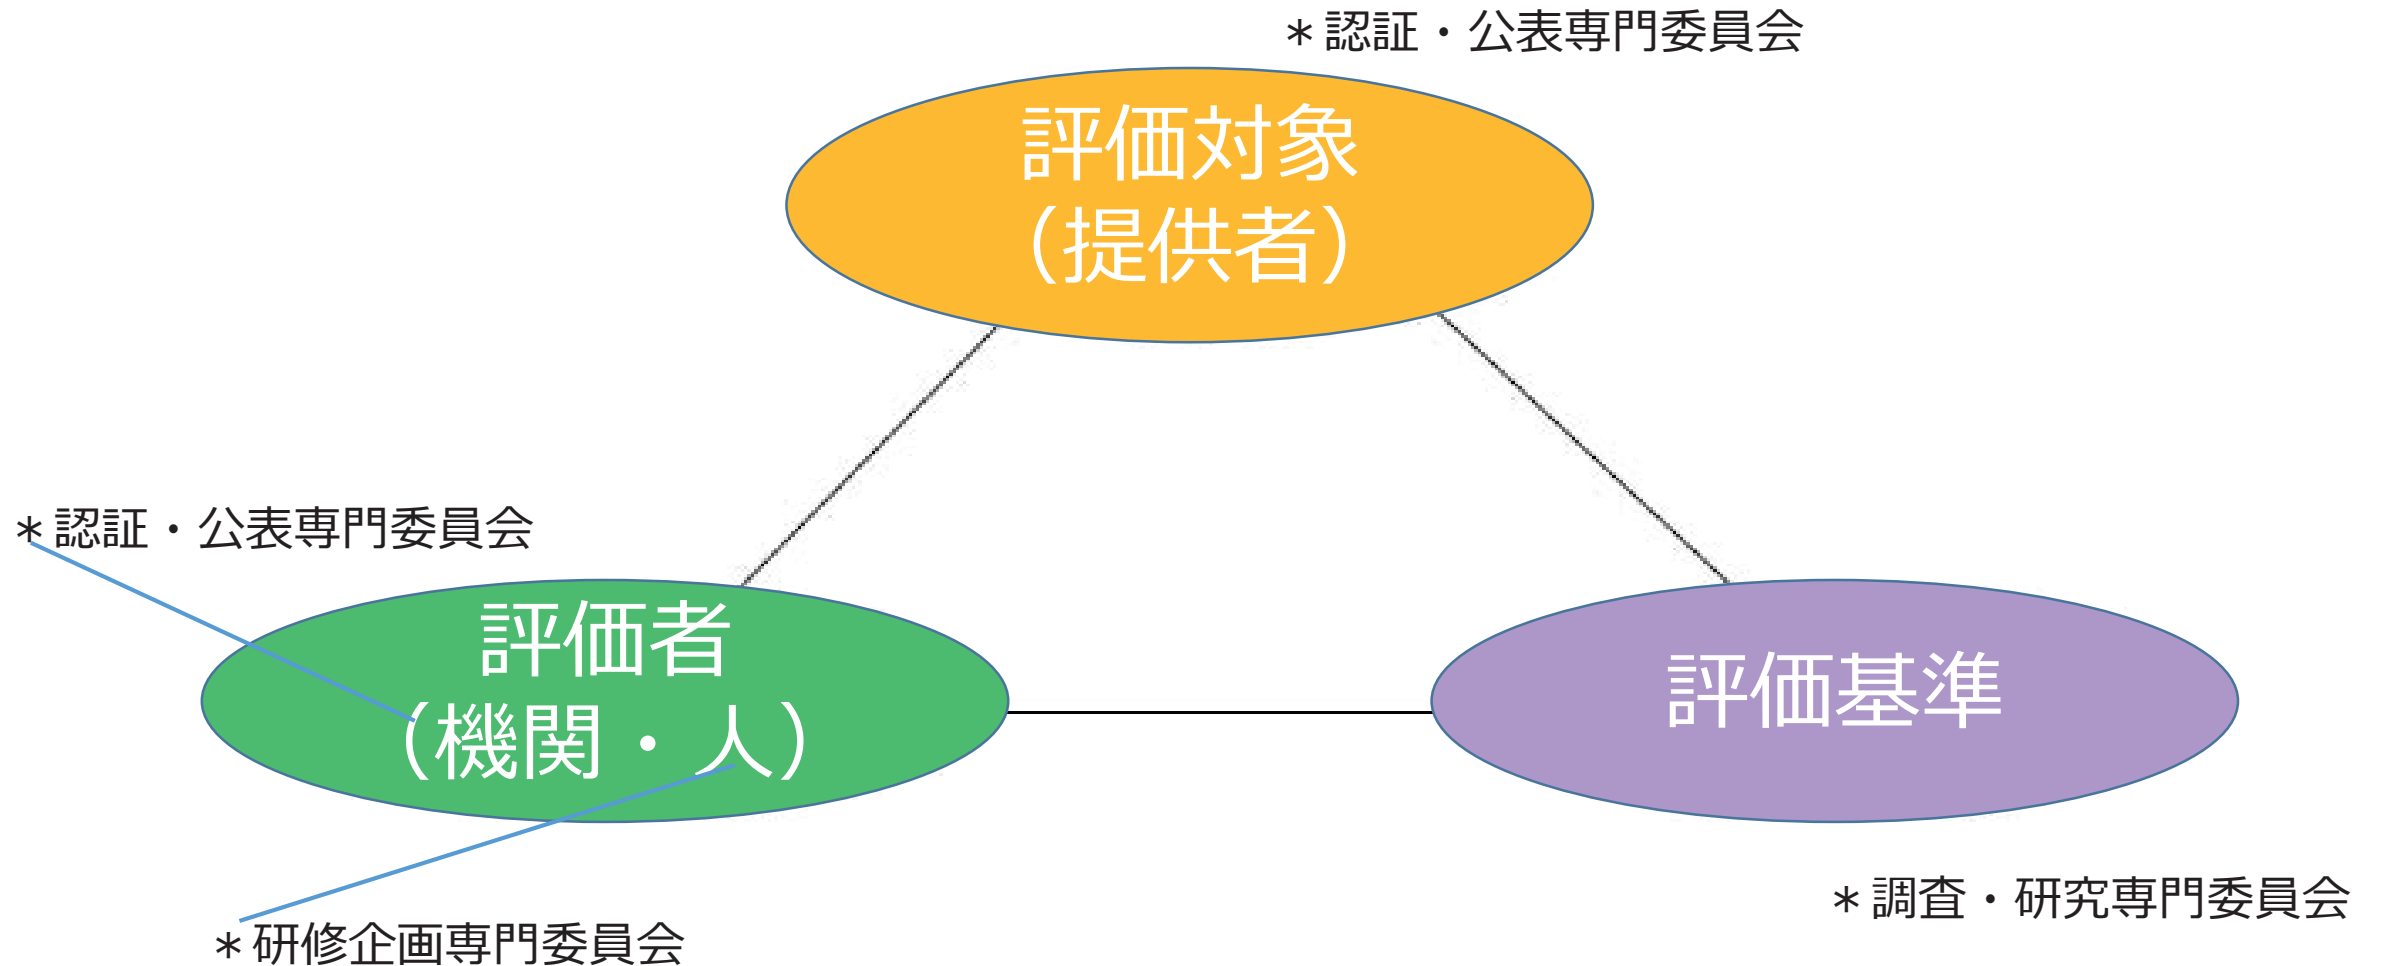 ＊認証・公表専門委員会
評価対象
（提供者）
＊認証・公表専門委員会
評価者
（機関・人）
評価基準
＊調査・研究専門委員会
＊研修企画専門委員会